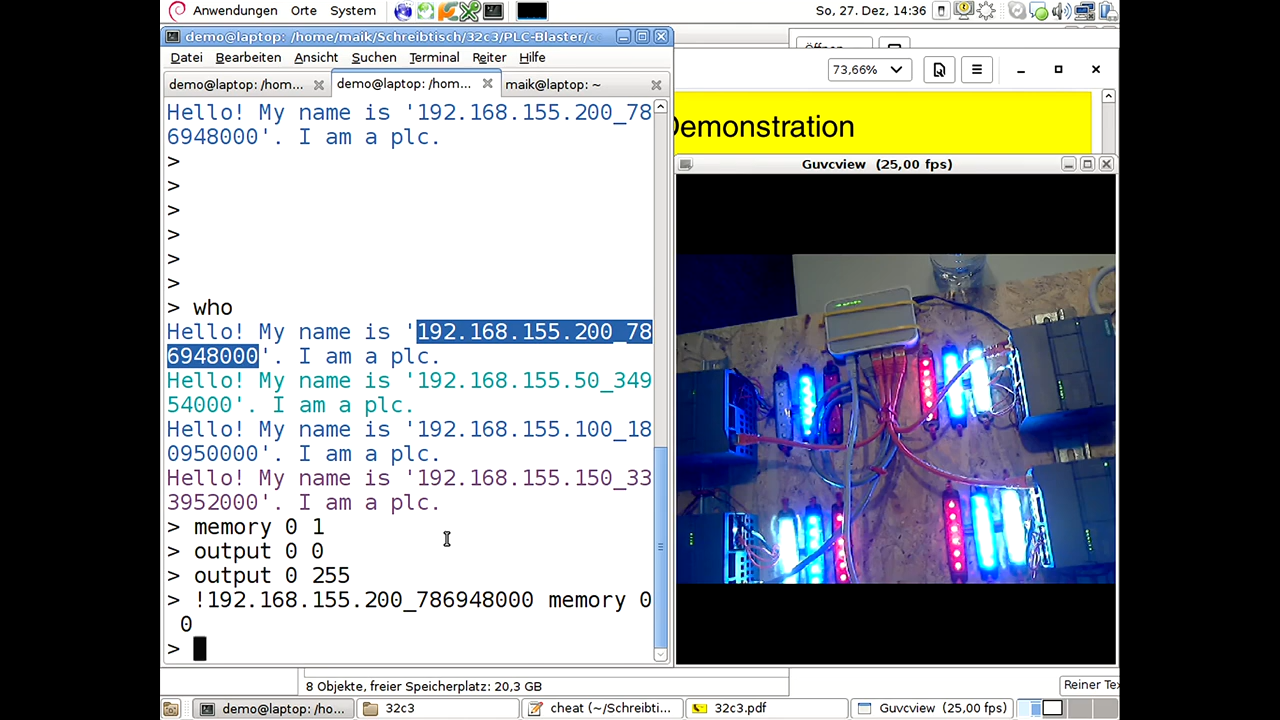 Anwendungen Orte System So, 27. Dez, 14:36
demo@laptop: /home/maik/Schreibtisch/32c3/PLC-Blaster/c
Datei Bearbeiten Ansicht Suchen Terminal Reiter Hilfe
demo@laptop: /hom... demo@laptop: /hom... maik@laptop: ~
73,66%
Demonstration
Guvcview (25,00 fps)
Hello! My name is '192.168.155.200_78
6948000'. I am a plc.
>
>
>
>
>
>
> who
Hello! My name is '192.168.155.200_78
6948000'. I am a plc.
Hello! My name is '192.168.155.50_349
54000'. I am a plc.
Hello! My name is '192.168.155.100_18
0950000'. I am a plc.
Hello! My name is '192.168.155.150_33
3952000'. I am a plc.
> memory 0 1
> output 0 0
> output 0 255
> !192.168.155.200_786948000 memory 0
0
>
8 Objekte, freier Speicherplatz: 20,3 GB
Reiner Te
demo@laptop: /ho... 32c3 cheat (~/Schreibti... 32c3.pdf Guvcview (25,00 fps)